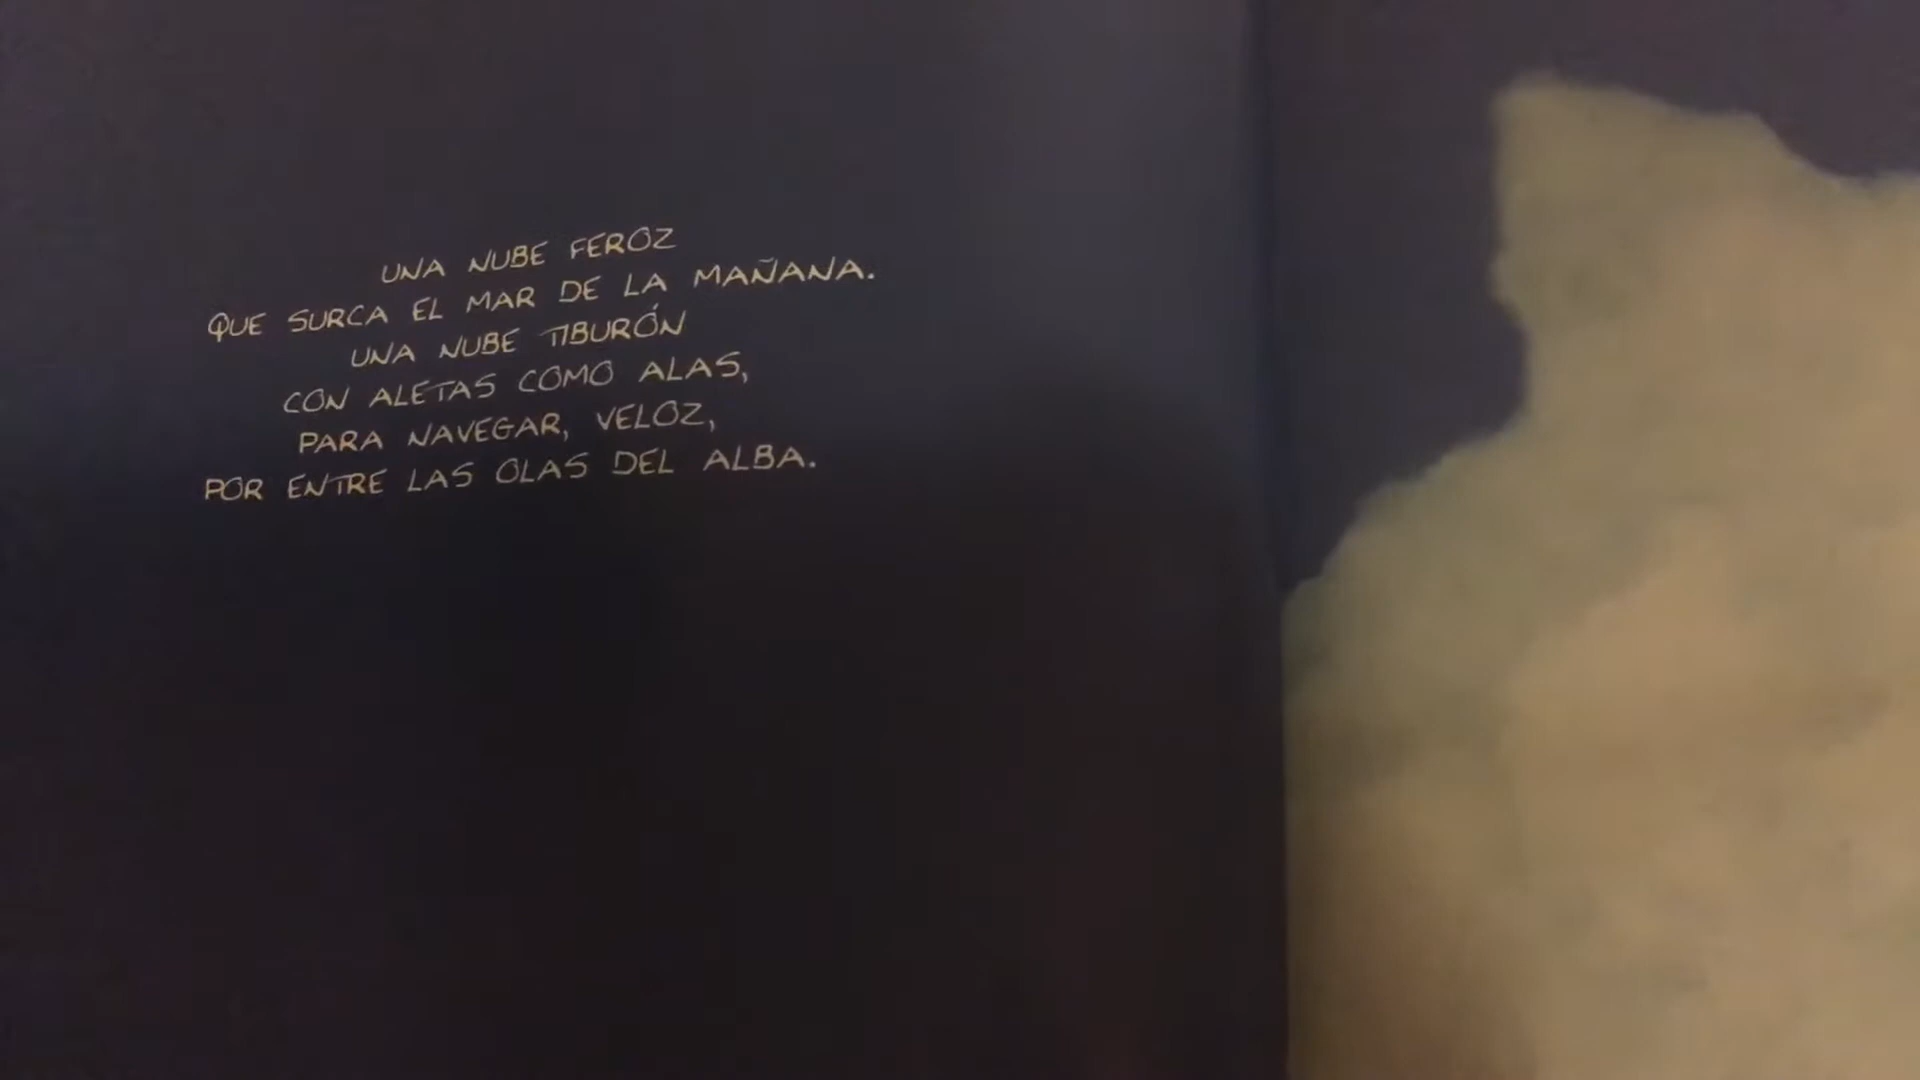 UNA NUBE FEROZ
QUE SURCA EL MAR DE LA MAÑANA.
UNA NUBE TIBURÓN
CON ALETAS COMO ALAS,
PARA NAVEGAR, VELOZ,
POR ENTRE LAS OLAS DEL ALBA.